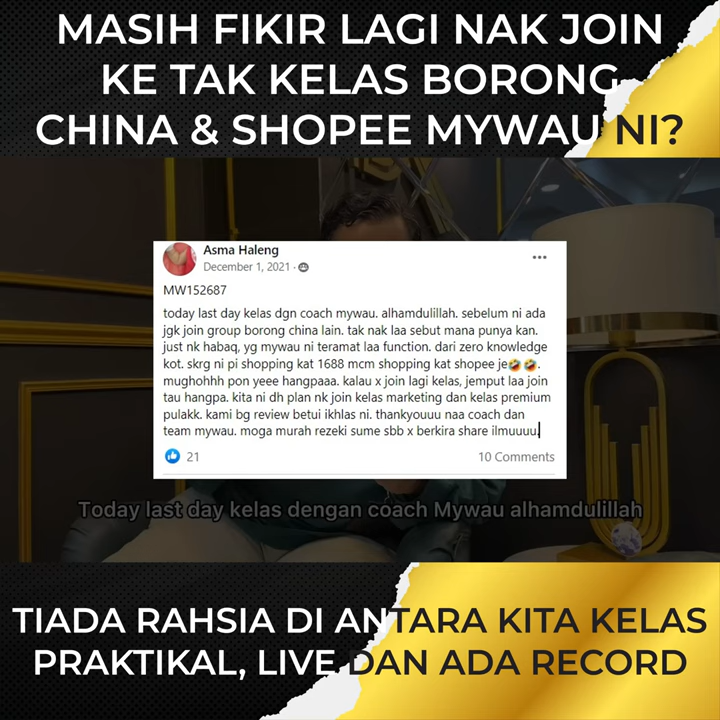 MASIH FIKIR LAGI NAK JOIN
KE TAK KELAS BORONG
CHINA & SHOPEE MYWAU NI?
Asma Haleng
December 1, 2021 ·
MW152687
today last day kelas dgn coach mywau. alhamdulillah. sebelum ni ada
jgk join group borong china lain. tak nak laa sebut mana punya kan.
just nk habaq, yg mywau ni teramat laa function. dari zero knowledge
kot. skrg ni pi shopping kat 1688 mcm shopping kat shopee je🤣 🤣.
mughohhh pon yeee hangpaaa. kalau x join lagi kelas, jemput laa join
tau hangpa. kita ni dh plan nk join kelas marketing dan kelas premium
pulakk. kami bg review betui ikhlas ni. thankyouuu naa coach dan
team mywau. moga murah rezeki sume sbb x berkira share ilmuuuu.
21
10 Comments
Today last day kelas dengan coach Mywau alhamdulillah
TIADA RAHSIA DI ANTARA KITA KELAS
PRAKTIKAL, LIVE DAN ADA RECORD